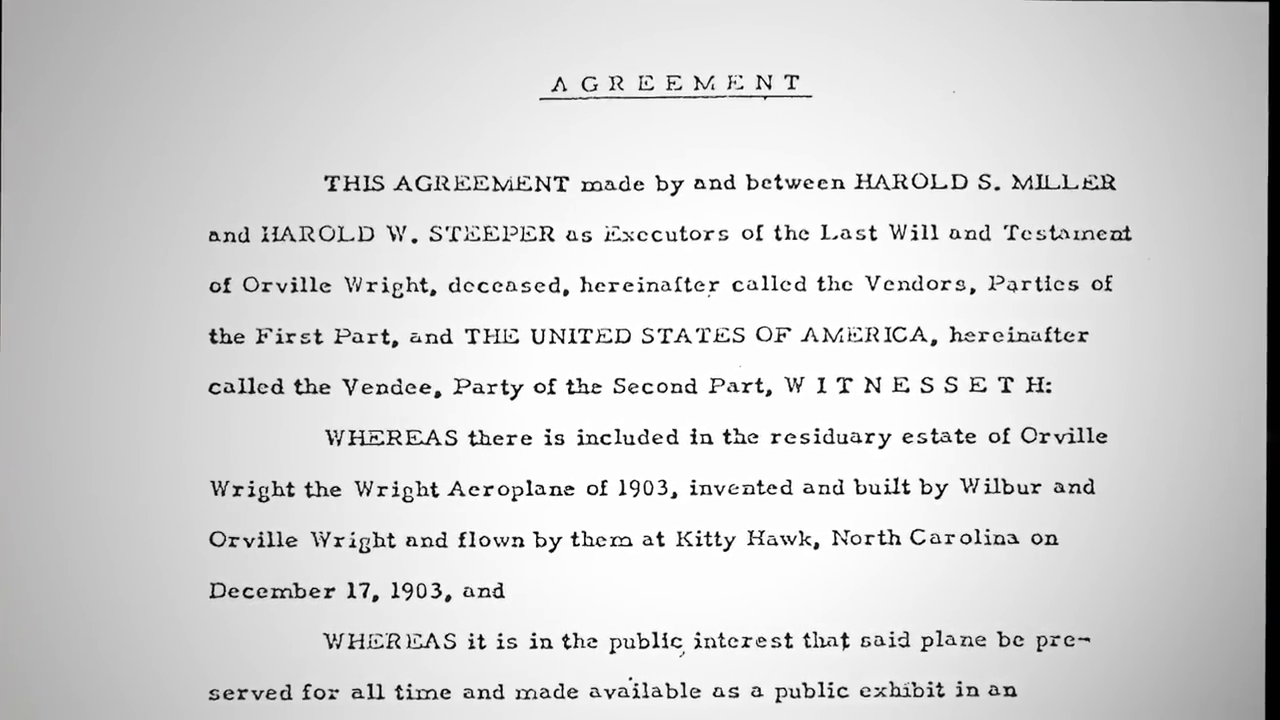 A G R E E M E N T
THIS AGREEMENT made by and between HAROLD S. MILLER
and HAROLD W. STEEPER as Executors of the Last Will and Testament
of Orville Wright, deceased, hereinafter called the Vendors, Parties of
the First Part, and THE UNITED STATES OF AMERICA, hereinafter
called the Vendee, Party of the Second Part, W I T N E S S E T H:
WHEREAS there is included in the residuary estate of Orville
Wright the Wright Aeroplane of 1903, invented and built by Wilbur and
Orville Wright and flown by them at Kitty Hawk, North Carolina on
December 17, 1903, and
WHEREAS it is in the public interest that said plane be pre-
served for all time and made available as a public exhibit in an